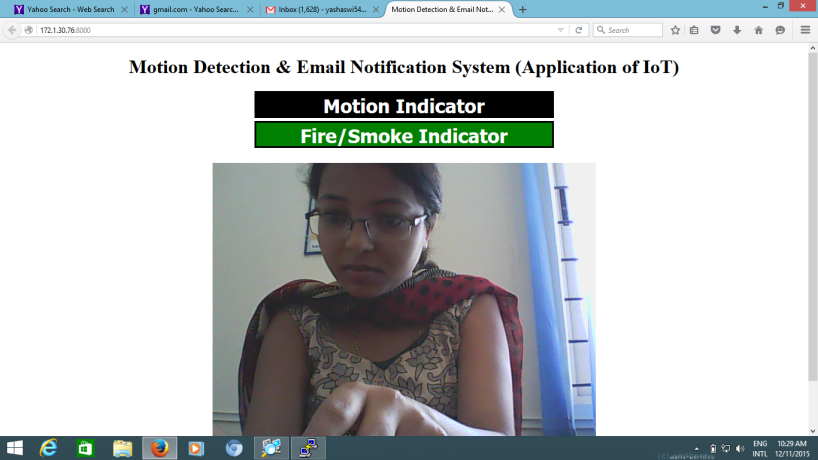 Yahoo Search - Web Search
gmail.com - Yahoo Searc...
Inbox (1,628) - yashaswi54...
Motion Detection & Email Not...
172.1.30.76:8000
Search
Motion Detection & Email Notification System (Application of IoT)
Motion Indicator
Fire/Smoke Indicator
ENG 10:29 AM
INTL 12/11/2015